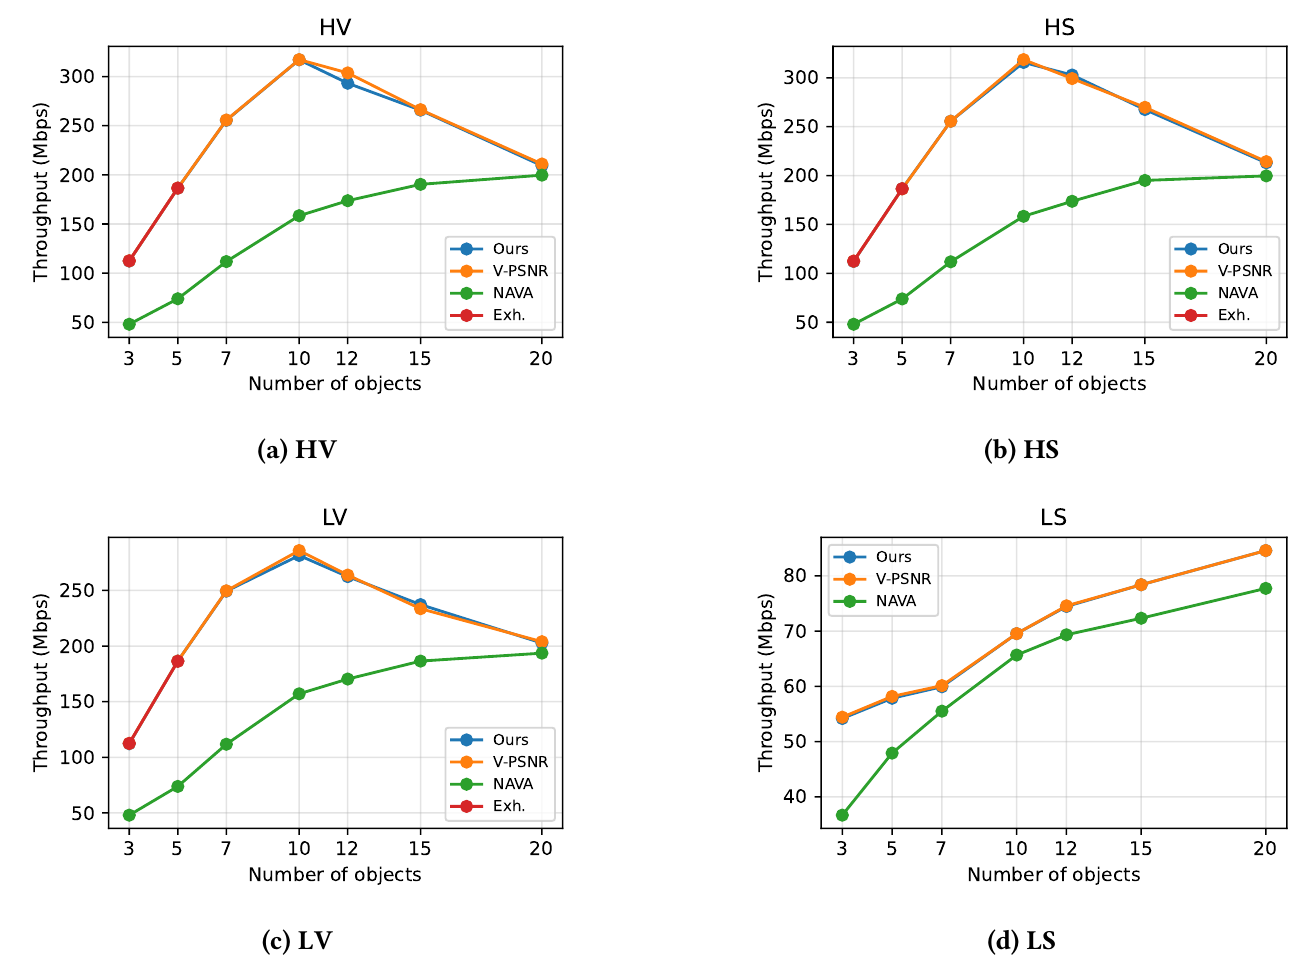 HV
Throughput (Mbps)
300
250
200
150
100
50
3 5 7 10 12 15 20
Number of objects
Ours
V-PSNR
NAVA
Exh.
(a) HV
HS
Throughput (Mbps)
300
250
200
150
100
50
3 5 7 10 12 15 20
Number of objects
Ours
V-PSNR
NAVA
Exh.
(b) HS
LV
Throughput (Mbps)
250
200
150
100
50
3 5 7 10 12 15 20
Number of objects
Ours
V-PSNR
NAVA
Exh.
(c) LV
LS
Throughput (Mbps)
80
70
60
50
40
3 5 7 10 12 15 20
Number of objects
Ours
V-PSNR
NAVA
(d) LS